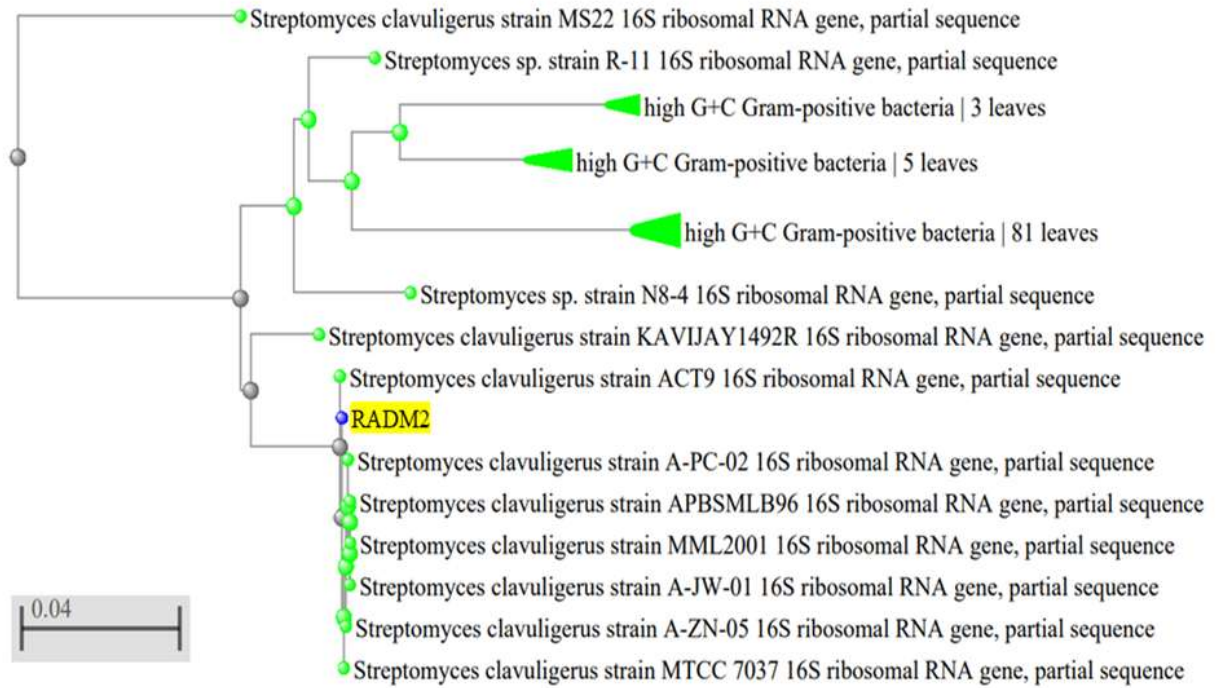 Streptomyces clavuligerus strain MS22 16S ribosomal RNA gene, partial sequence
Streptomyces sp. strain R-11 16S ribosomal RNA gene, partial sequence
high G+C Gram-positive bacteria | 3 leaves
high G+C Gram-positive bacteria | 5 leaves
high G+C Gram-positive bacteria | 81 leaves
Streptomyces sp. strain N8-4 16S ribosomal RNA gene, partial sequence
Streptomyces clavuligerus strain KAVIJAY1492R 16S ribosomal RNA gene, partial sequence
Streptomyces clavuligerus strain ACT9 16S ribosomal RNA gene, partial sequence
RADM2
Streptomyces clavuligerus strain A-PC-02 16S ribosomal RNA gene, partial sequence
Streptomyces clavuligerus strain APBSMLB96 16S ribosomal RNA gene, partial sequence
Streptomyces clavuligerus strain MML2001 16S ribosomal RNA gene, partial sequence
Streptomyces clavuligerus strain A-JW-01 16S ribosomal RNA gene, partial sequence
Streptomyces clavuligerus strain A-ZN-05 16S ribosomal RNA gene, partial sequence
Streptomyces clavuligerus strain MTCC 7037 16S ribosomal RNA gene, partial sequence
0.04